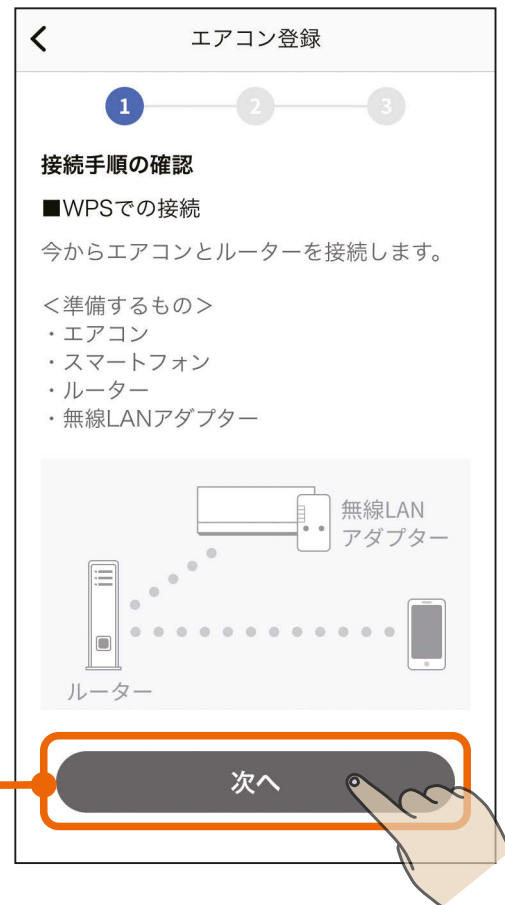 エアコン登録
1
2
3
接続手順の確認
■WPSでの接続
今からエアコンとルーターを接続します。
＜準備するもの＞
・エアコン
・スマートフォン
・ルーター
・無線LANアダプター
無線LAN
アダプター
ルーター
次へ